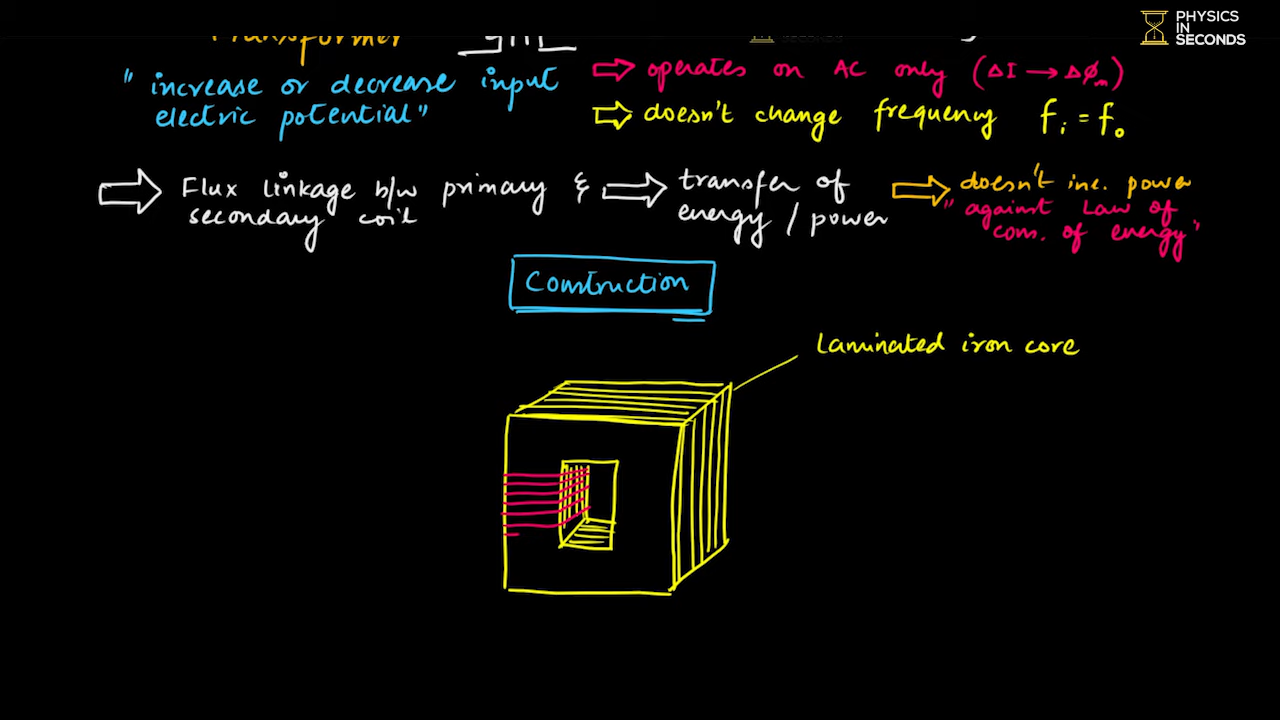 PHYSICS
IN SECONDS
Transformer
" increase or decrease input
electric potential "
⇒ operates on AC only (ΔI → Δϕm)
⇒ doesn't change frequency fi = fo
⇒ Flux linkage b/w primary &
secondary coil
⇒ transfer of
energy / power
⇒ doesn't inc. power
" against Law of
cons. of energy "
Construction
Laminated iron core